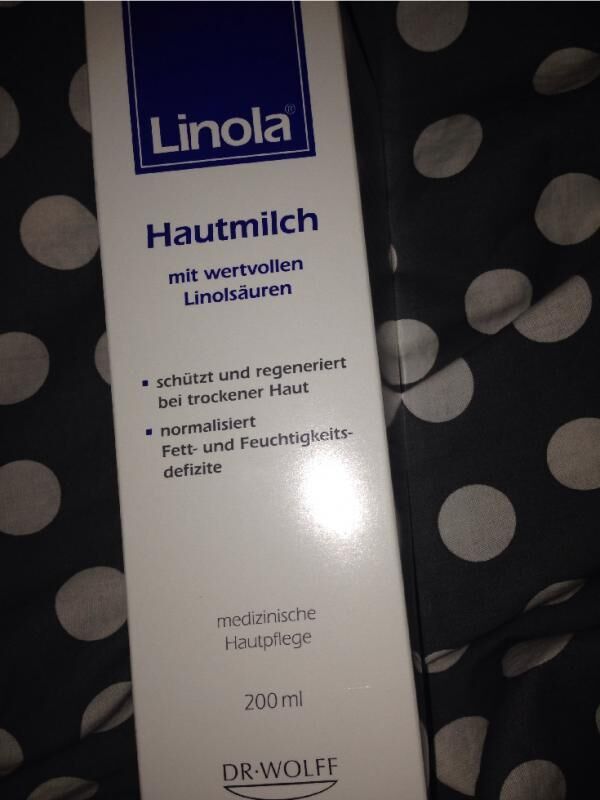 Linola®
Hautmilch
mit wertvollen
Linolsäuren
▪ schützt und regeneriert
bei trockener Haut
▪ normalisiert
Fett- und Feuchtigkeits-
defizite
medizinische
Hautpflege
200 ml
DR·WOLFF